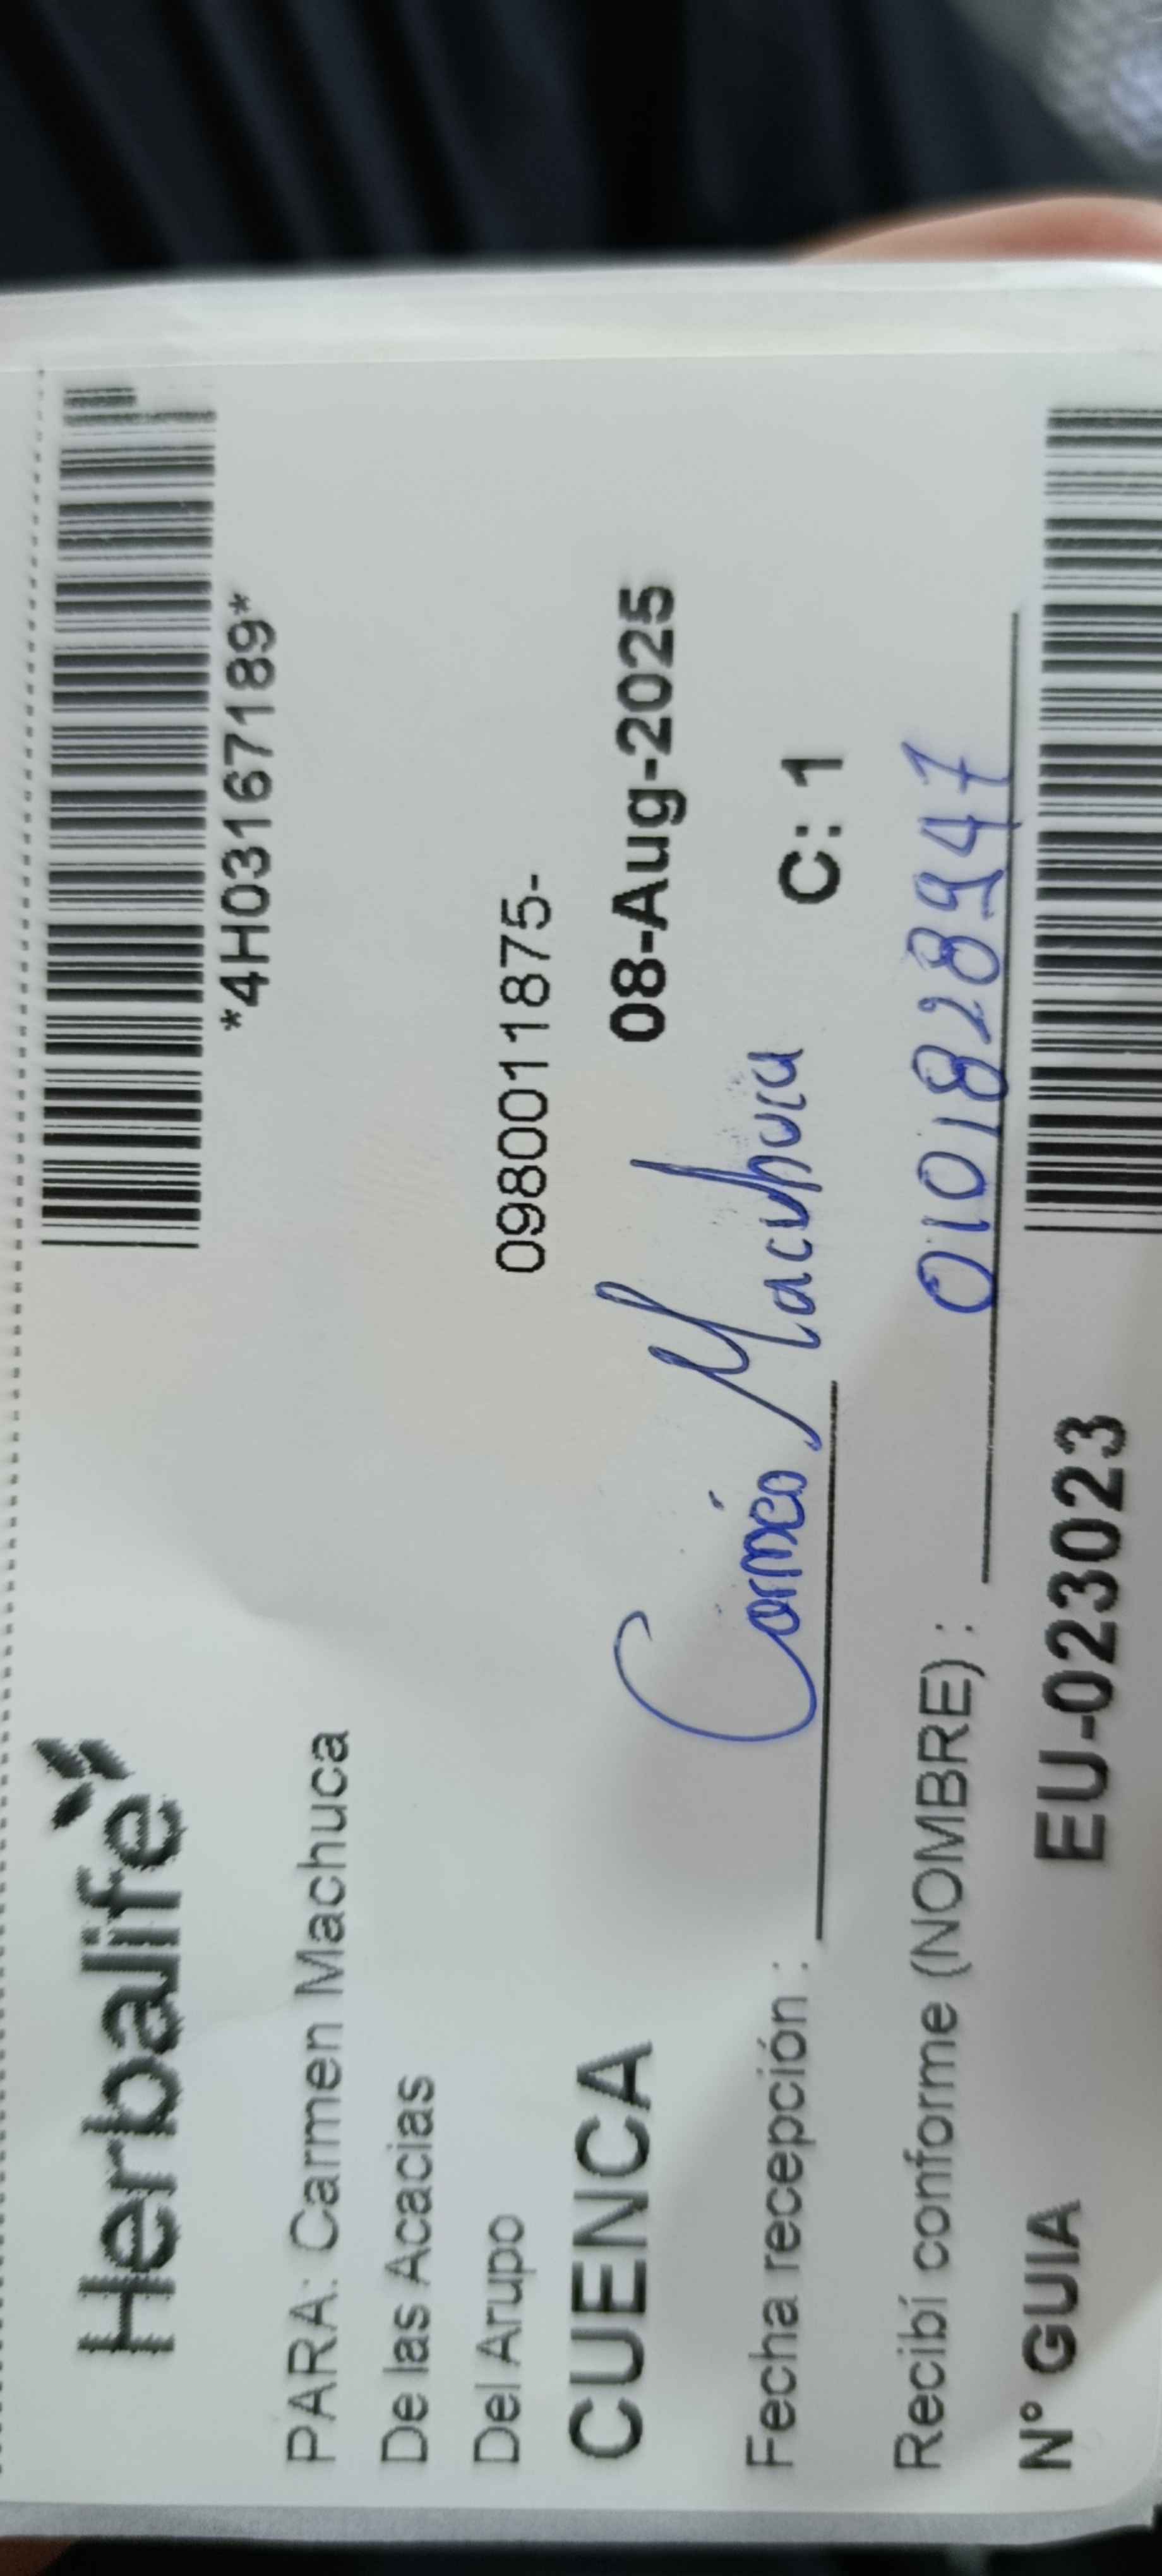 Herbalife
*4H03167189*
PARA: Carmen Machuca
De las Acacias
Del Arupo
0980011875-
CUENCA
08-Aug-2025
Fecha recepción : Carmen Machuca C: 1
Recibí conforme (NOMBRE) : 0101828947
N° GUIA EU-023023